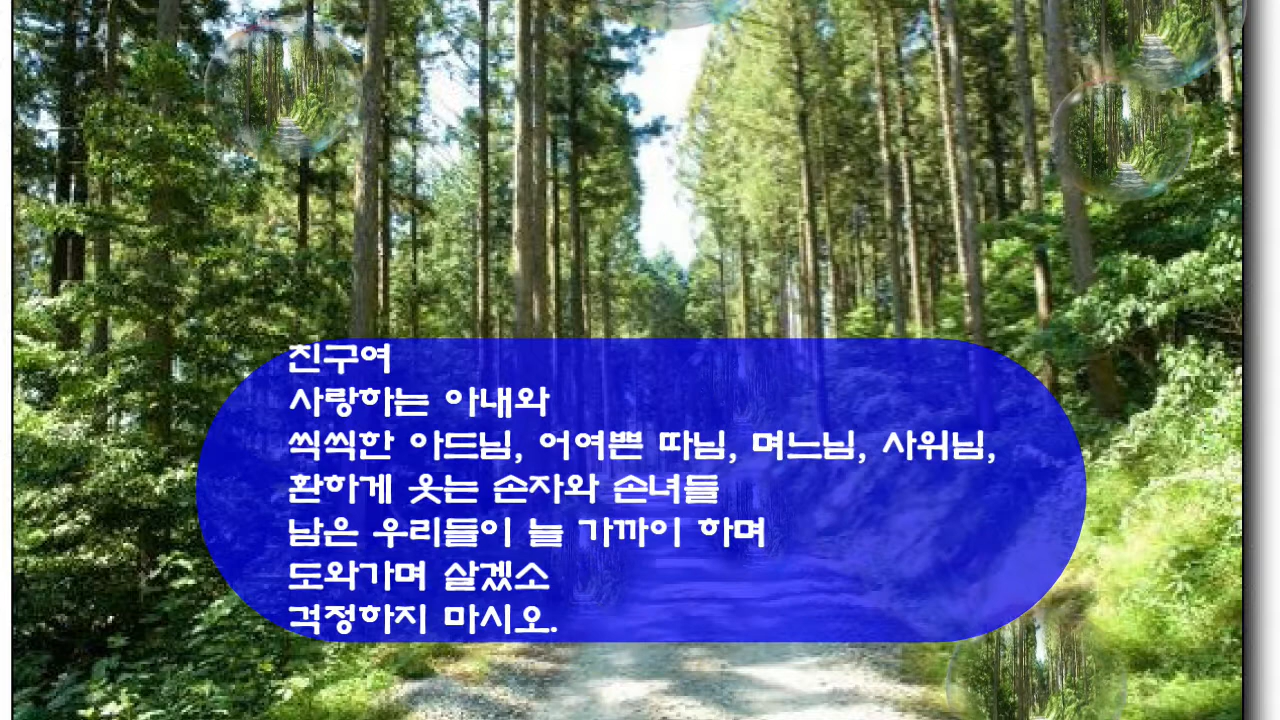 친구여
사랑하는 아내와
씩씩한 아드님, 어여쁜 따님, 며느님, 사위님,
환하게 웃는 손자와 손녀들
남은 우리들이 늘 가까이 하며
도와가며 살겠소
걱정하지 마시오.